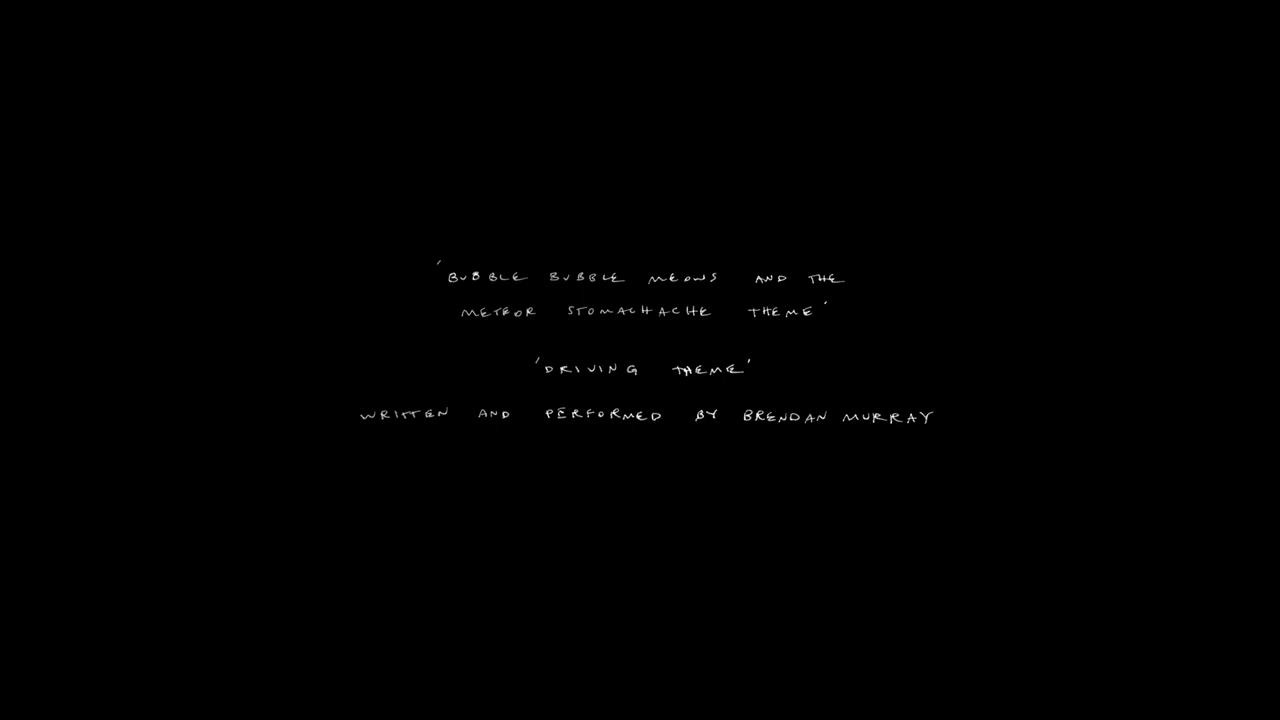 'BUBBLE BUBBLE MEOWS AND THE
METEOR STOMACHACHE THEME'
'DRIVING THEME'
WRITTEN AND PERFORMED BY BRENDAN MURRAY